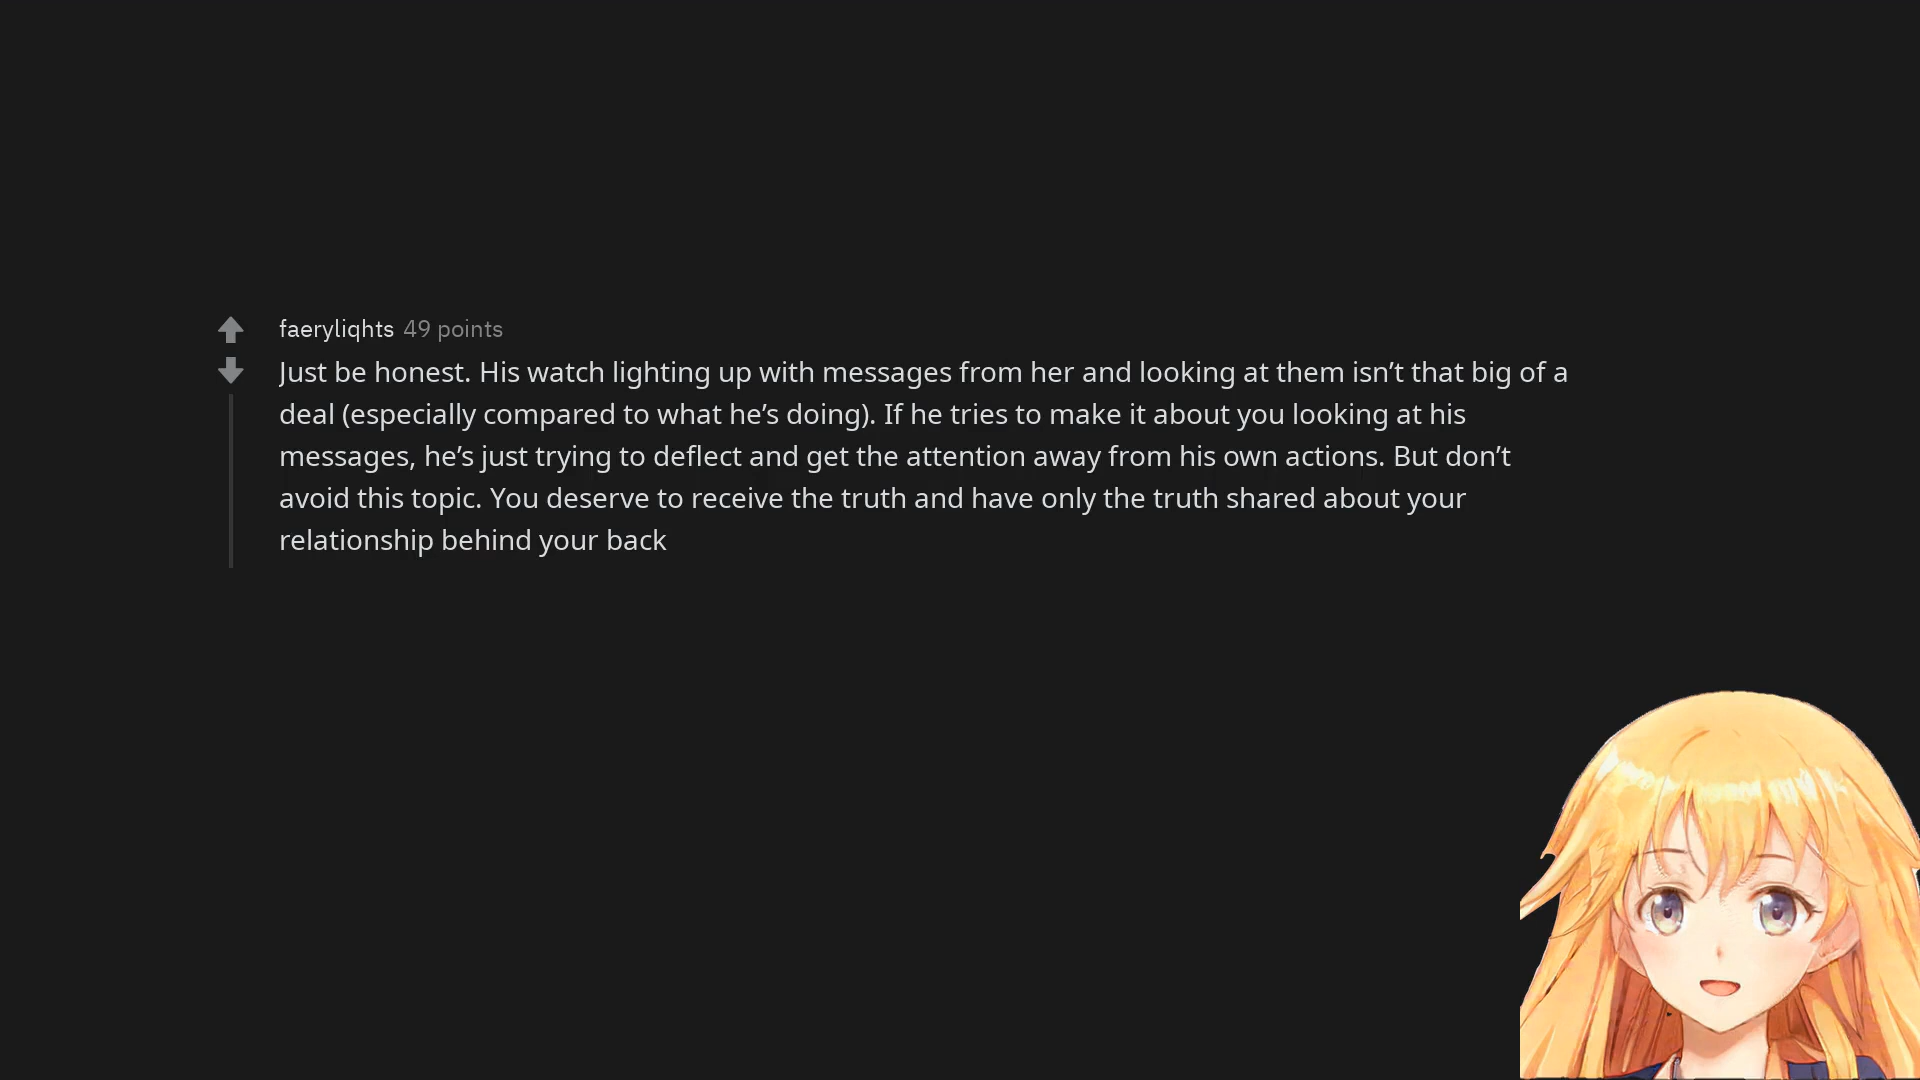 faeryliqhts 49 points
Just be honest. His watch lighting up with messages from her and looking at them isn’t that big of a
deal (especially compared to what he’s doing). If he tries to make it about you looking at his
messages, he’s just trying to deflect and get the attention away from his own actions. But don’t
avoid this topic. You deserve to receive the truth and have only the truth shared about your
relationship behind your back